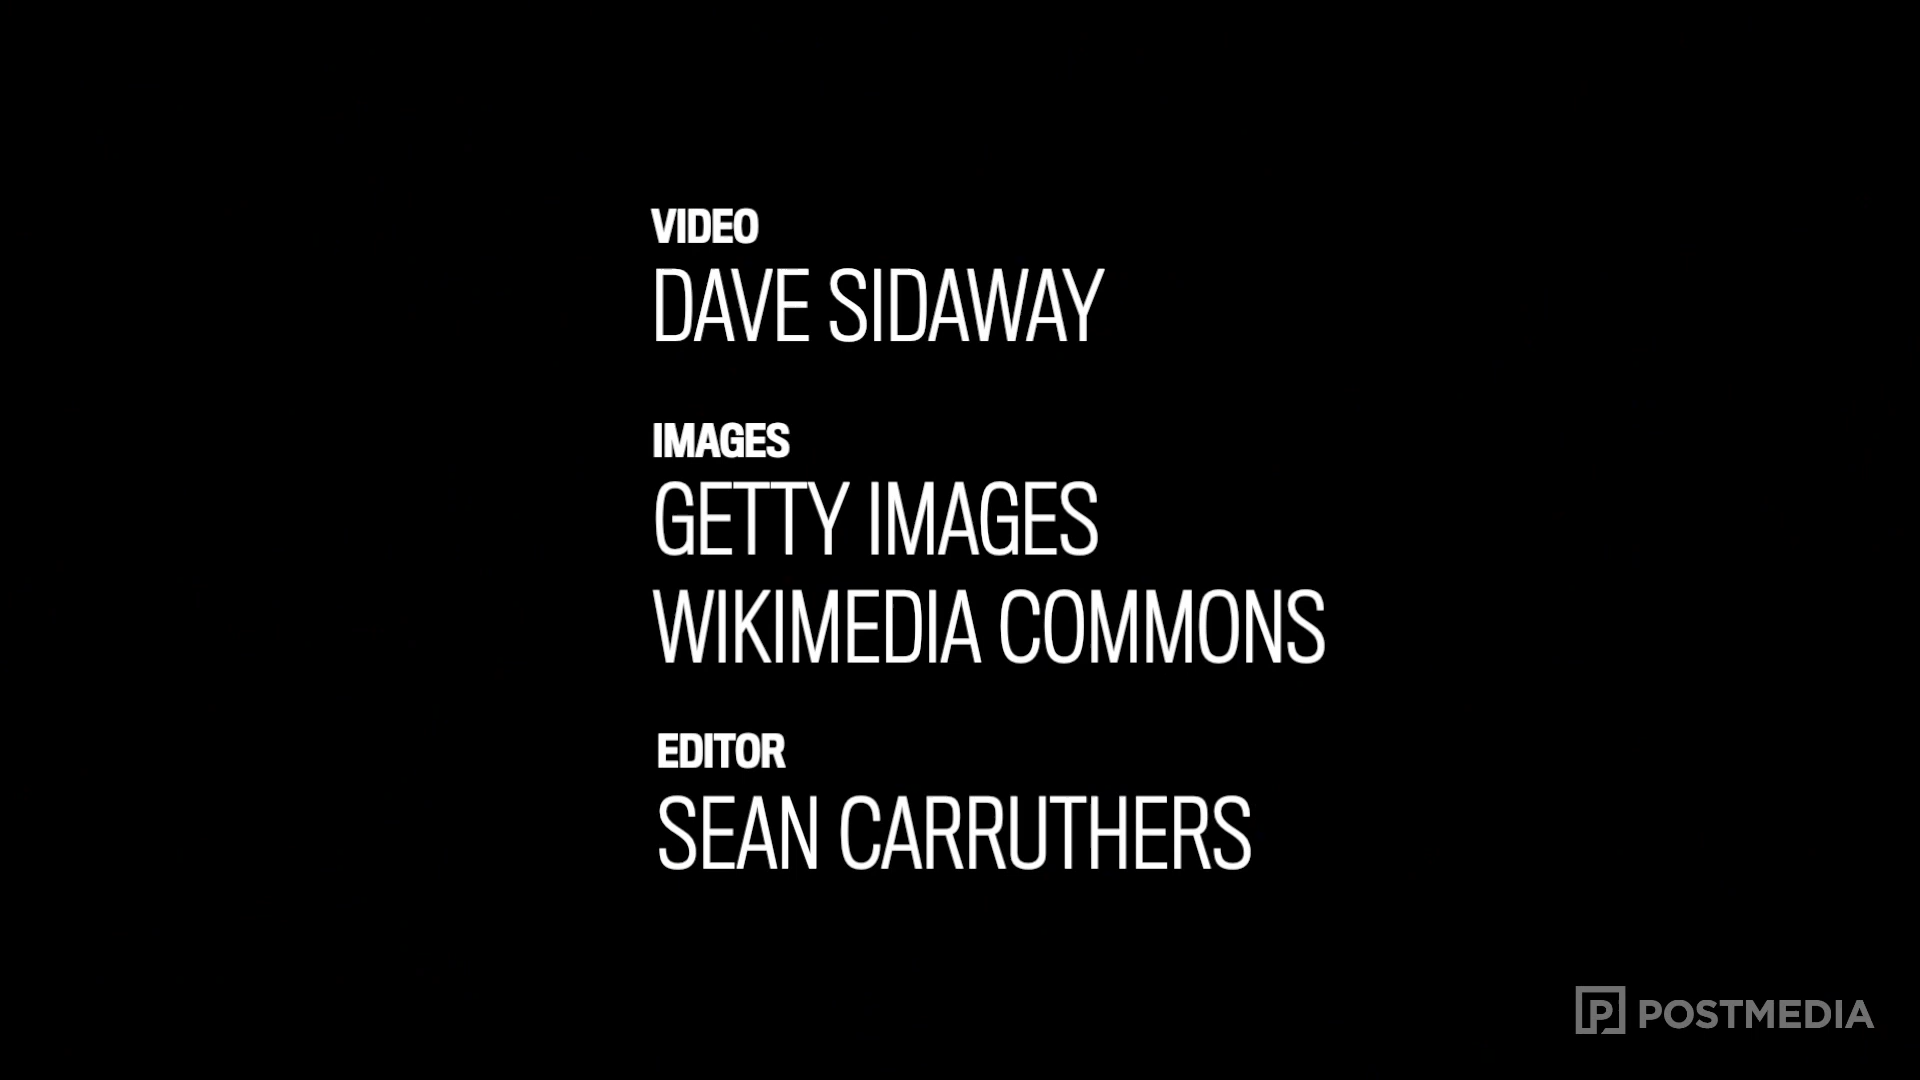 VIDEO
DAVE SIDAWAY
IMAGES
GETTY IMAGES
WIKIMEDIA COMMONS
EDITOR
SEAN CARRUTHERS
POSTMEDIA